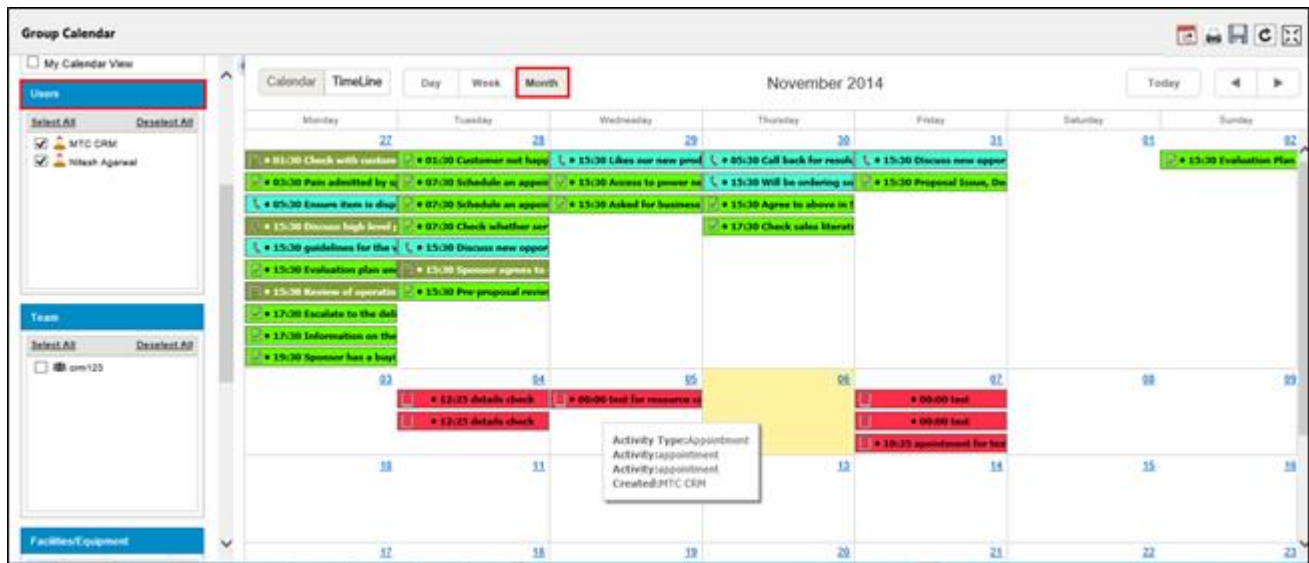 Group Calendar
My Calendar View
Users
Select All Deselect All
MTC CRM
Nitesh Agarwal
Team
Select All Deselect All
crm123
Facilities/Equipment
Calendar TimeLine Day Week Month November 2014 Today
Monday Tuesday Wednesday Thursday Friday Saturday Sunday
27 28 29 30 31 01 02
01:30 Check with custom 01:30 Customer not happ 15:30 Likes our new prod 05:30 Call back for resolu 15:30 Discuss new oppor 15:30 Evaluation Plan
03:30 Pain admitted by 07:30 Schedule an appoi 15:30 Access to power 15:30 Will be ordering 15:30 Proposal Issue,
05:30 Ensure item is disp 07:30 Schedule an appoi 15:30 Asked for business 15:30 Agree to above in
15:30 Discuss high level 07:30 Check whether ser 17:30 Check sales literat
15:30 guidelines for the 15:30 Discuss new oppor
15:30 Evaluation plan 15:30 Sponsor agrees to
15:30 Review of operatin 15:30 Pre-proposal review
17:30 Escalate to the deli
17:30 Information on the
19:30 Sponsor has a buyi
03 04 05 06 07 08 09
12:25 details check 00:00 test for resource 00:00 test
12:25 details check 00:00 test
10:25 apointment for
Activity Type:Appointment
Activity:appointment
Activity:appointment
Created:MTC CRM
10 11 13 14 15 16
17 18 19 20 21 22 23